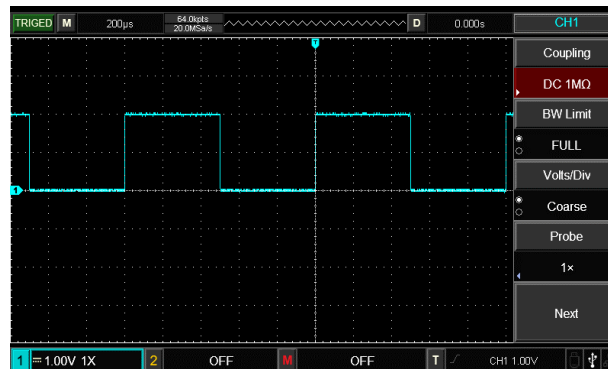 TRIGED M 200μs 64.0kpts D 0.000s CH1
20.0MSa/s
T
Coupling
DC 1MΩ
BW Limit
FULL
Volts/Div
1
Coarse
Probe
1×
Next
1 1.00V 1X 2 OFF M OFF T CH1 1.00V